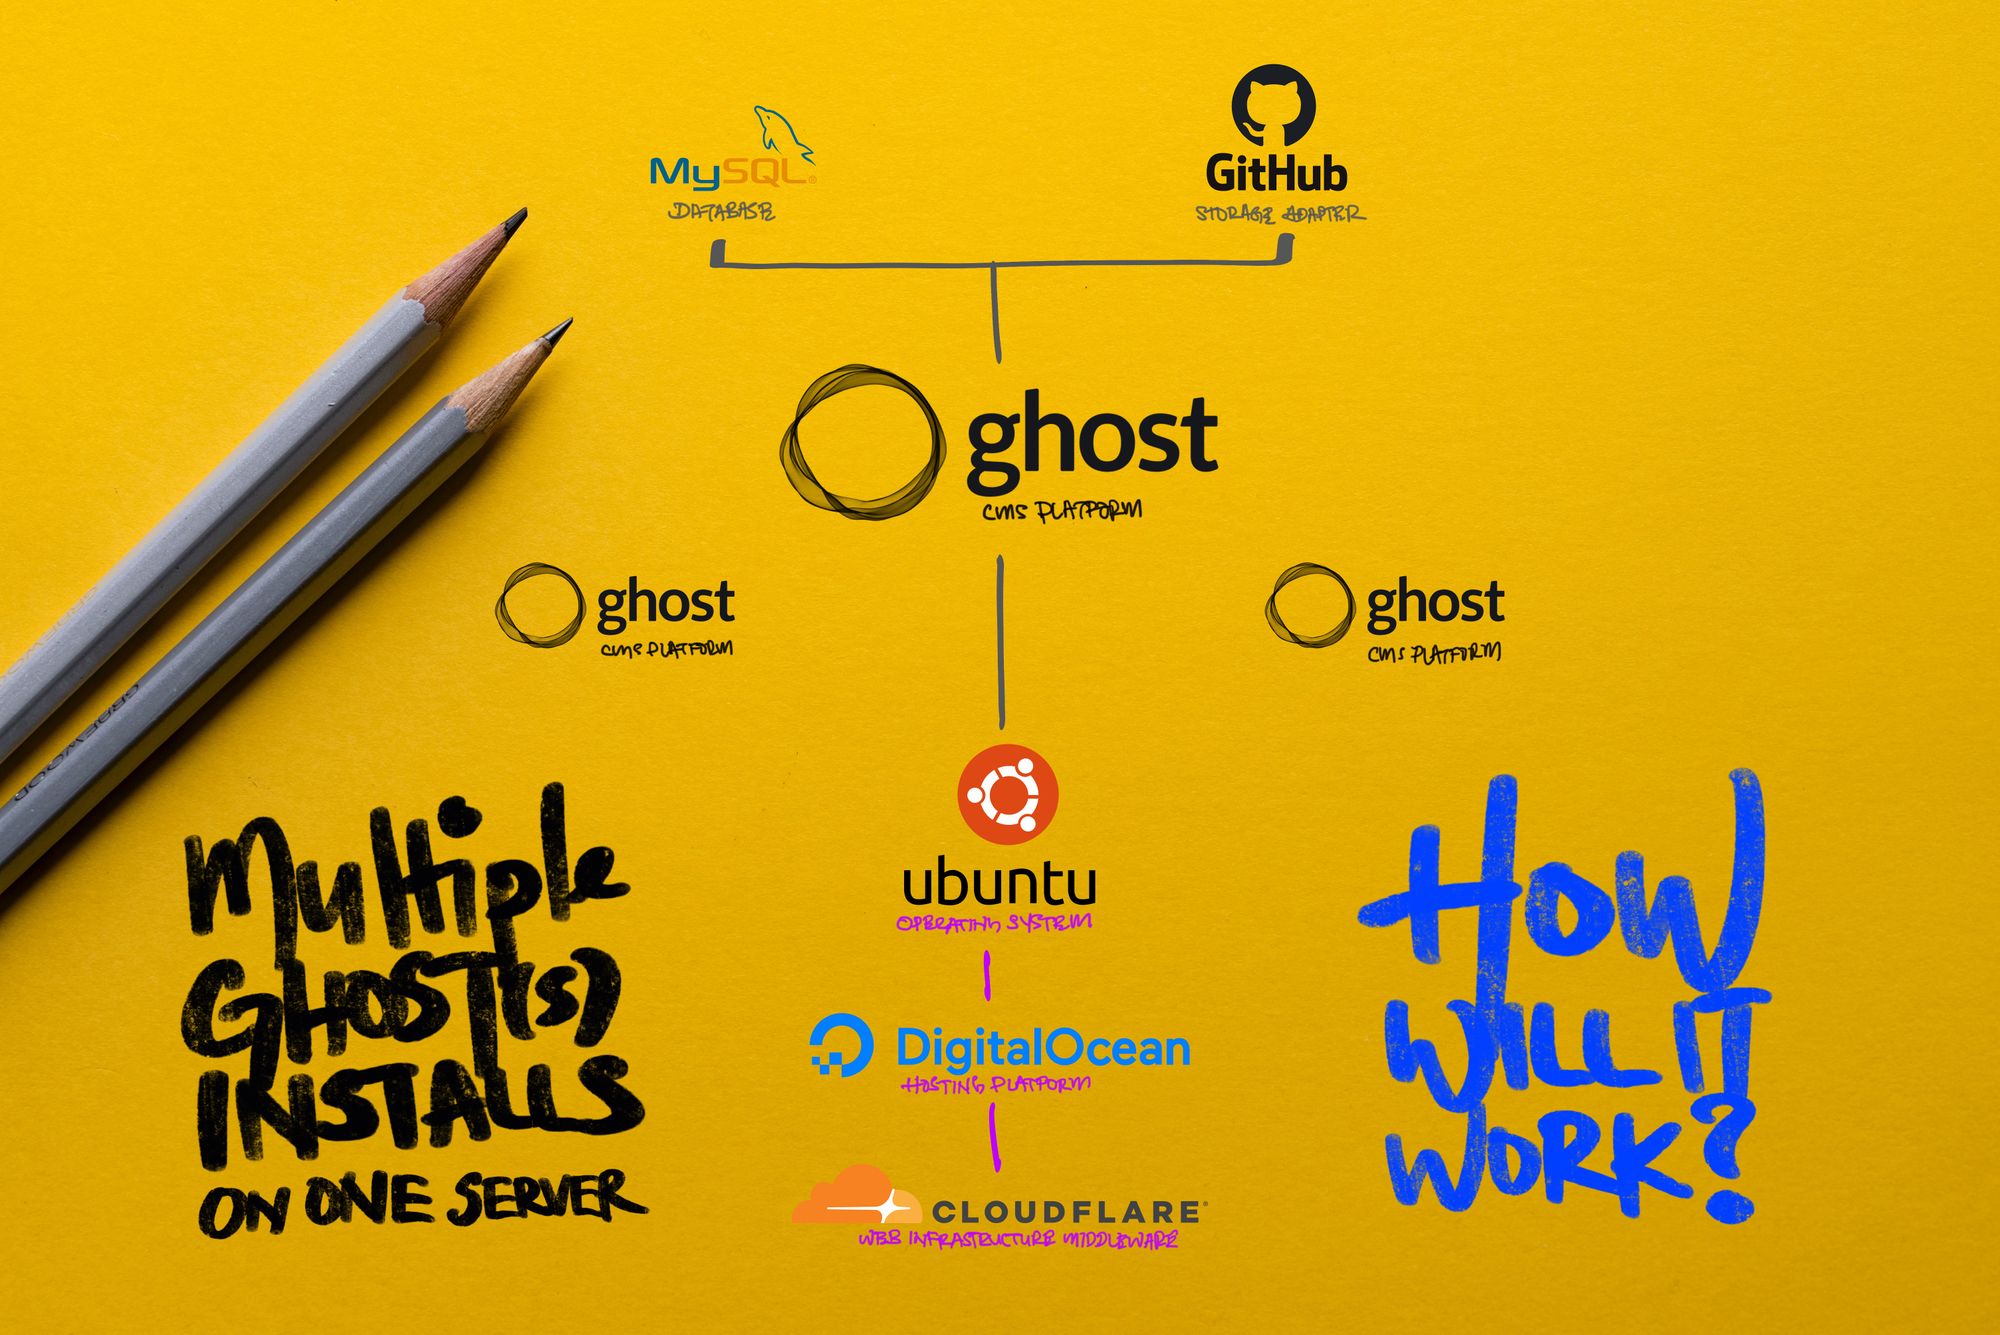 MySQL®
DATABASE
GitHub
STORAGE ADAPTER
ghost
CMS PLATFORM
ghost
CMS PLATFORM
ghost
CMS PLATFORM
ubuntu
OPERATING SYSTEM
DigitalOcean
HOSTING PLATFORM
CLOUDFLARE®
WEB INFRASTRUCTURE MIDDLEWARE
Multiple
GHOST(s)
INSTALLS
ON ONE SERVER
HOW
WILL IT
WORK?